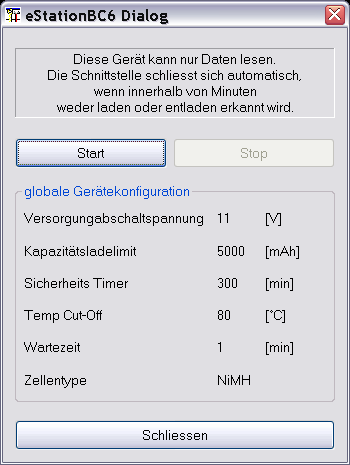 eStationBC6 Dialog
Diese Gerät kann nur Daten lesen.
Die Schnittstelle schliesst sich automatisch,
wenn innerhalb von Minuten
weder laden oder entladen erkannt wird.
Start Stop
globale Gerätekonfiguration
Versorgungabschaltspannung 11 [V]
Kapazitätsladelimit 5000 [mAh]
Sicherheits Timer 300 [min]
Temp Cut-Off 80 [°C]
Wartezeit 1 [min]
Zellentype NiMH
Schliessen